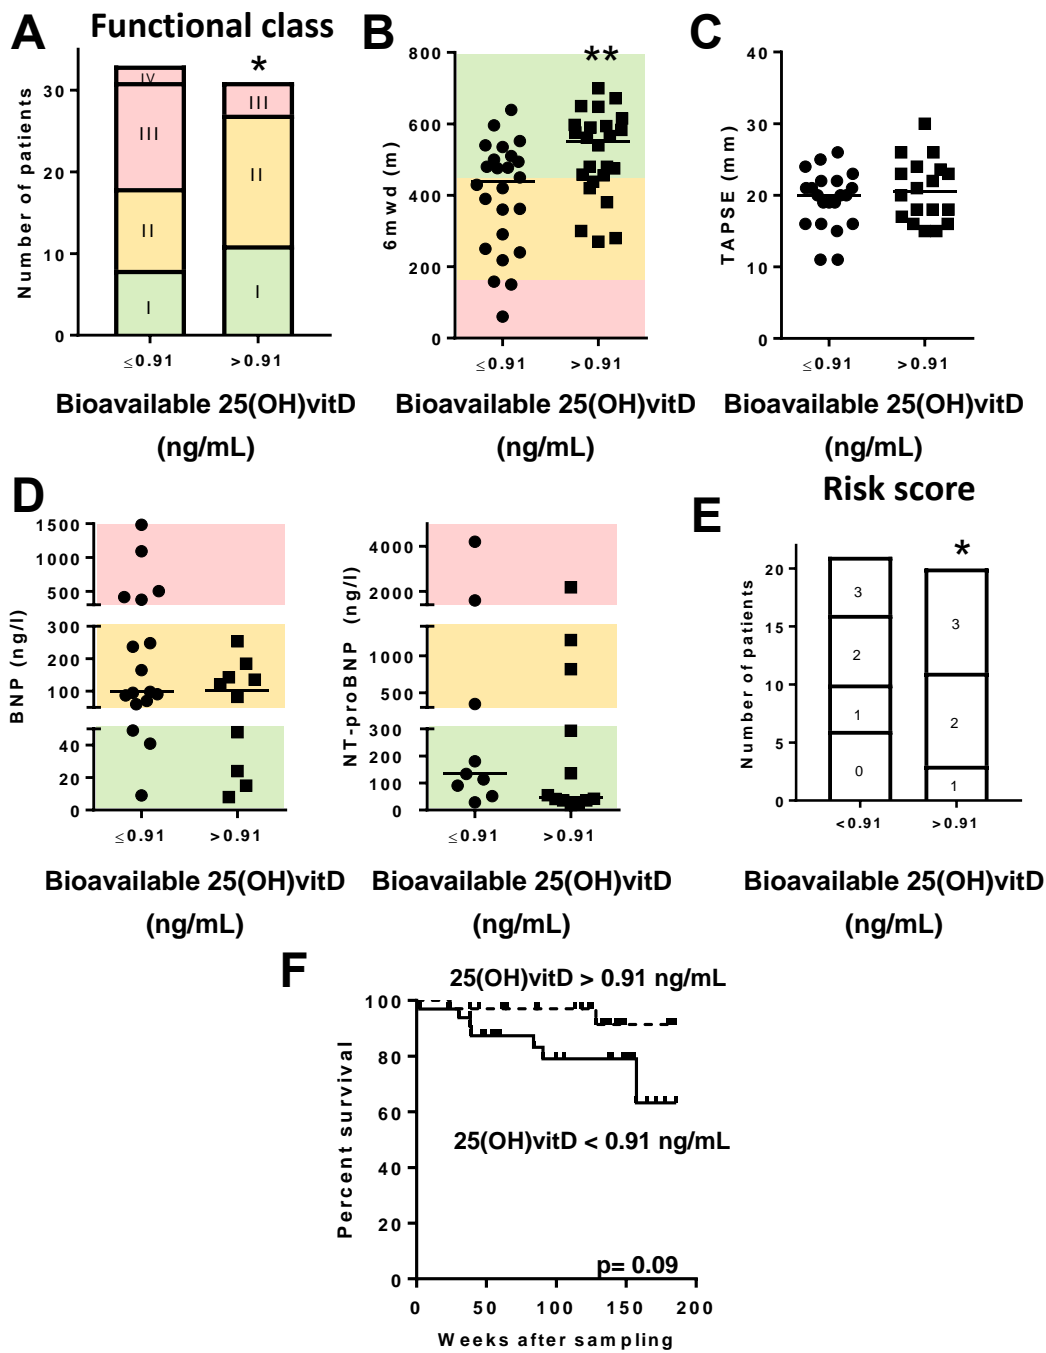 A
Functional class
Number of patients
30
20
10
0
IV
III
II
I
*
III
II
I
≤0.91
>0.91
Bioavailable 25(OH)vitD
(ng/mL)
B
6mwd (m)
800
600
400
200
0
**
≤0.91
>0.91
Bioavailable 25(OH)vitD
(ng/mL)
C
TAPSE (mm)
40
30
20
10
0
≤0.91
>0.91
Bioavailable 25(OH)vitD
(ng/mL)
D
BNP (ng/l)
1500
1000
500
300
200
100
40
20
0
≤0.91
>0.91
Bioavailable 25(OH)vitD
(ng/mL)
NT-proBNP (ng/l)
4000
2000
1000
500
300
200
100
0
≤0.91
>0.91
Bioavailable 25(OH)vitD
(ng/mL)
E
Risk score
Number of patients
20
15
10
5
0
3
2
1
0
*
3
2
1
<0.91
>0.91
Bioavailable 25(OH)vitD
(ng/mL)
F
25(OH)vitD > 0.91 ng/mL
Percent survival
100
80
60
40
20
0
25(OH)vitD < 0.91 ng/mL
p= 0.09
0
50
100
150
200
Weeks after sampling